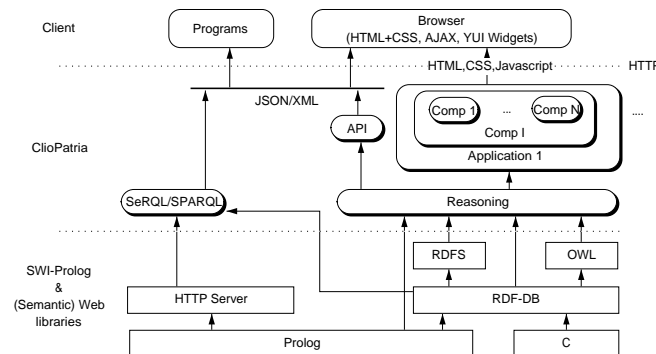 Client
Programs
Browser
(HTML+CSS, AJAX, YUI Widgets)
HTML,CSS,Javascript
HTTP
JSON/XML
ClioPatria
API
Comp 1
...
Comp N
Comp I
Application 1
....
SeRQL/SPARQL
Reasoning
SWI-Prolog
&
(Semantic) Web
libraries
RDFS
OWL
HTTP Server
RDF-DB
Prolog
C